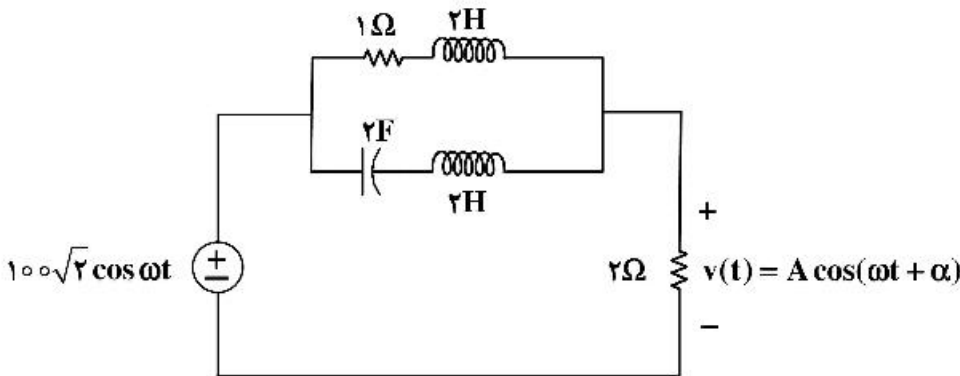 ۱Ω
۲H
۲F
۲H
۱۰۰√۲ cos ωt
+
−
۲Ω
+
v(t) = A cos(ωt + α)
−